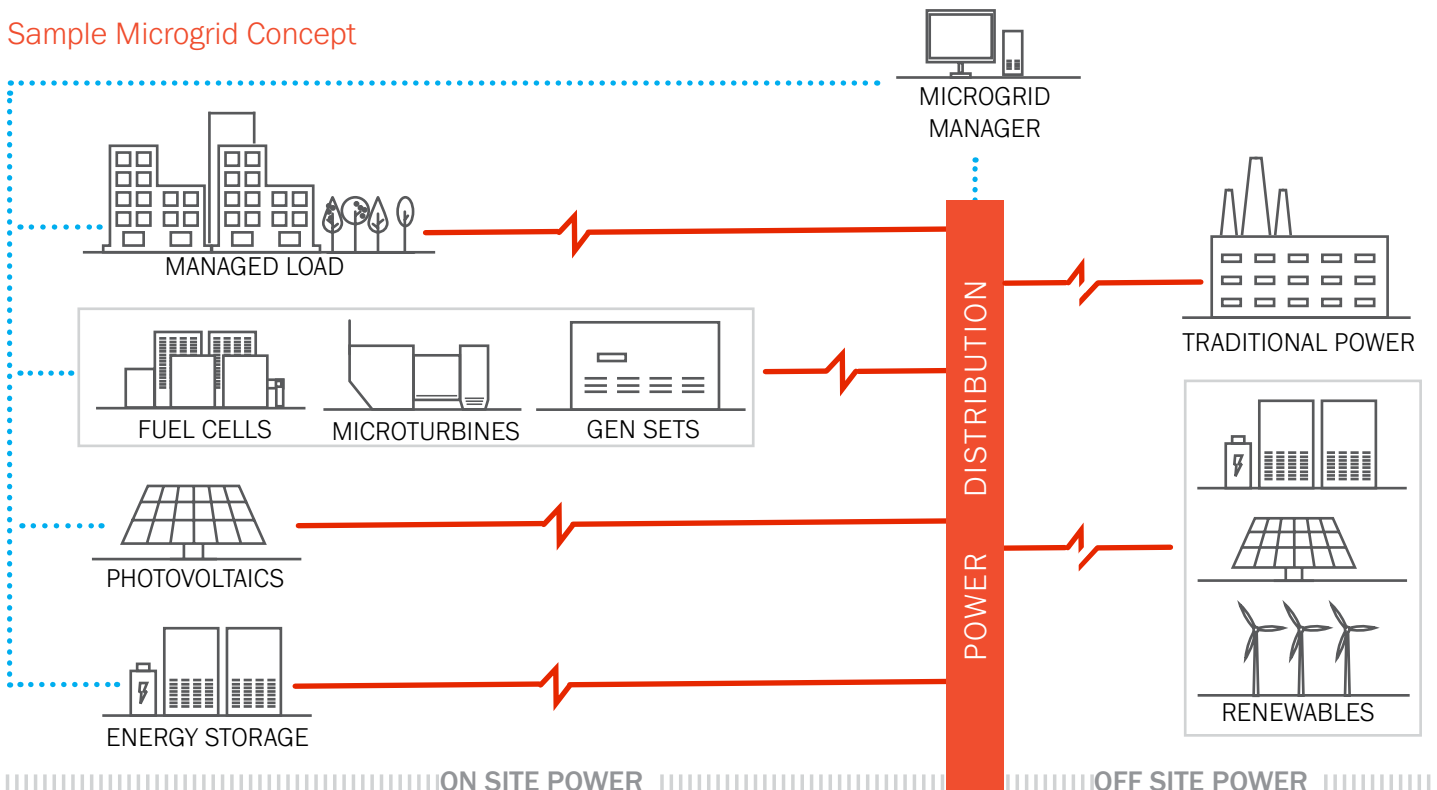 Sample Microgrid Concept
MICROGRID
MANAGER
MANAGED LOAD
TRADITIONAL POWER
FUEL CELLS
MICROTURBINES
GEN SETS
POWER DISTRIBUTION
PHOTOVOLTAICS
RENEWABLES
ENERGY STORAGE
ON SITE POWER
OFF SITE POWER